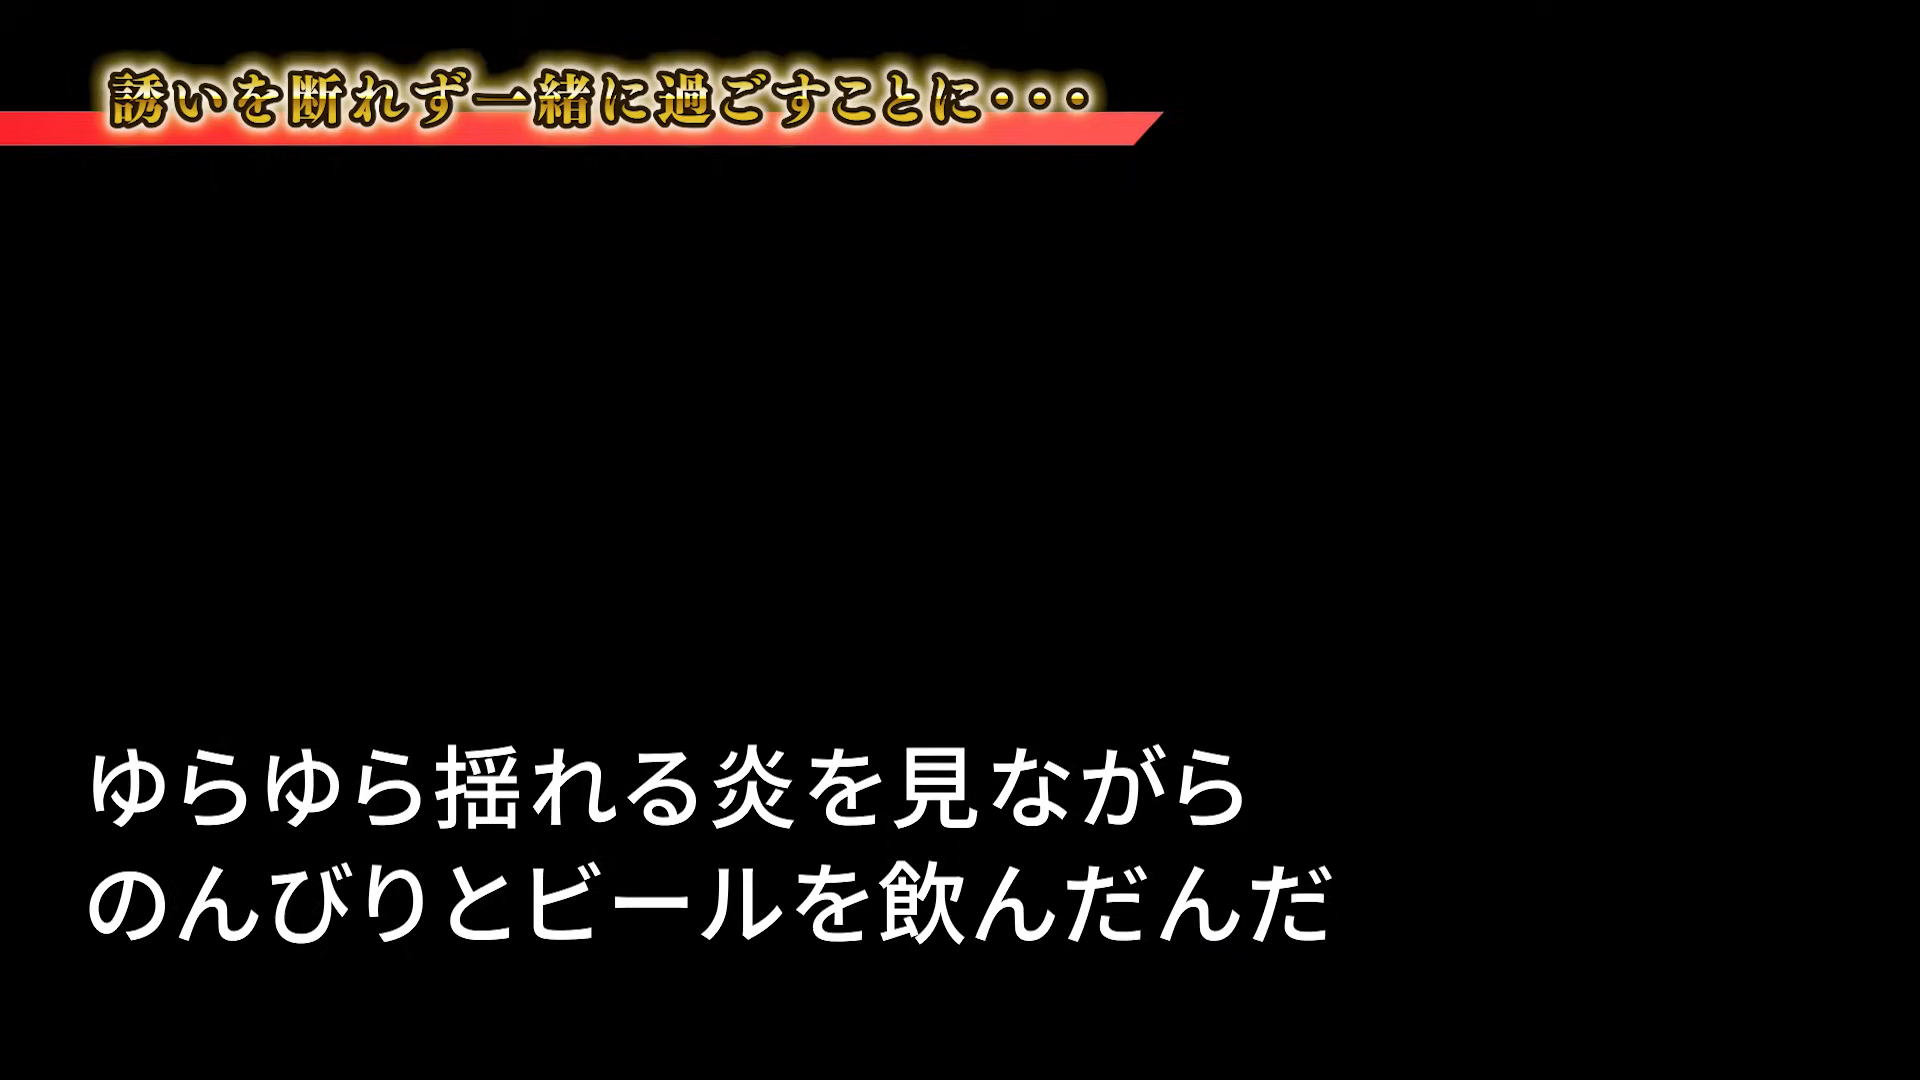 誘いを断れず一緒に過ごすことに・・・
ゆらゆら揺れる炎を見ながら
のんびりとビールを飲んだんだ